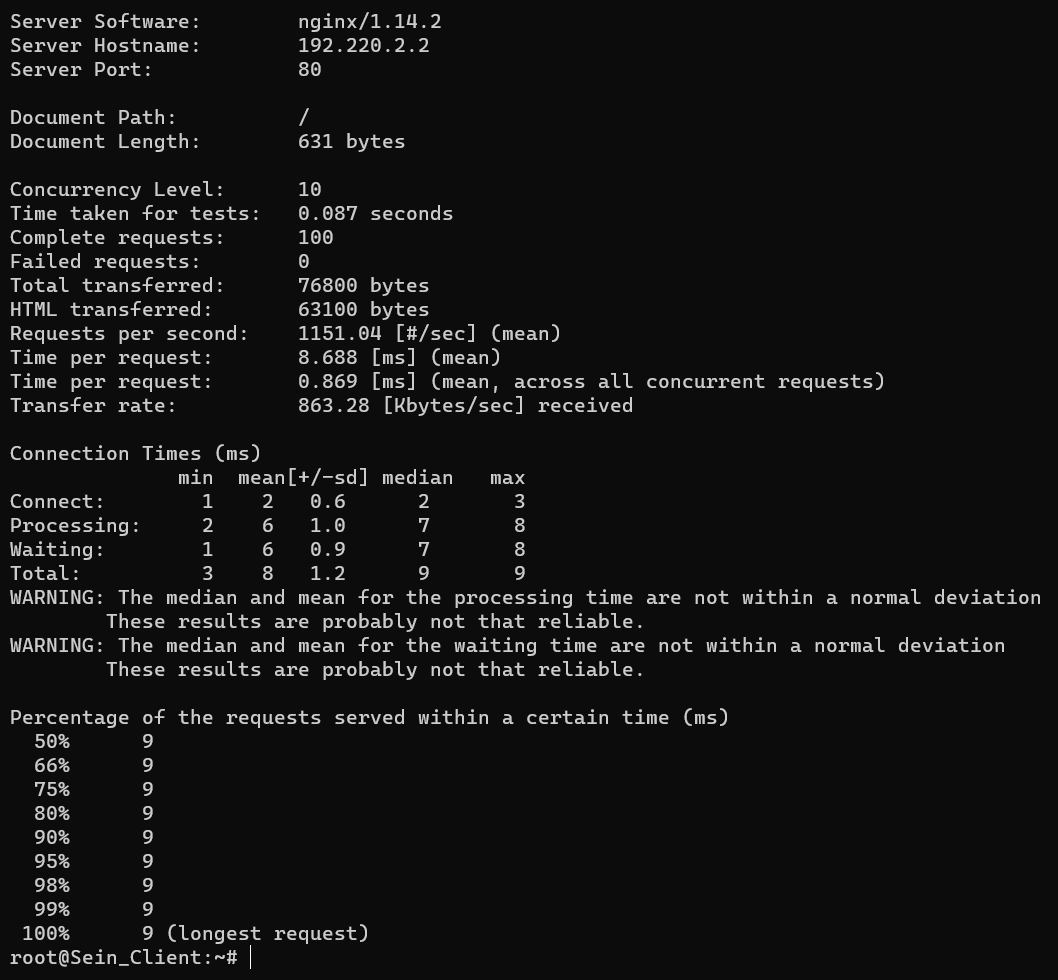 Server Software:        nginx/1.14.2
Server Hostname:        192.220.2.2
Server Port:            80

Document Path:          /
Document Length:        631 bytes

Concurrency Level:      10
Time taken for tests:   0.087 seconds
Complete requests:      100
Failed requests:        0
Total transferred:      76800 bytes
HTML transferred:       63100 bytes
Requests per second:    1151.04 [#/sec] (mean)
Time per request:       8.688 [ms] (mean)
Time per request:       0.869 [ms] (mean, across all concurrent requests)
Transfer rate:          863.28 [Kbytes/sec] received

Connection Times (ms)
              min  mean[+/-sd] median   max
Connect:        1    2   0.6      2       3
Processing:     2    6   1.0      7       8
Waiting:        1    6   0.9      7       8
Total:          3    8   1.2      9       9
WARNING: The median and mean for the processing time are not within a normal deviation
        These results are probably not that reliable.
WARNING: The median and mean for the waiting time are not within a normal deviation
        These results are probably not that reliable.

Percentage of the requests served within a certain time (ms)
  50%      9
  66%      9
  75%      9
  80%      9
  90%      9
  95%      9
  98%      9
  99%      9
 100%      9 (longest request)
root@Sein_Client:~#